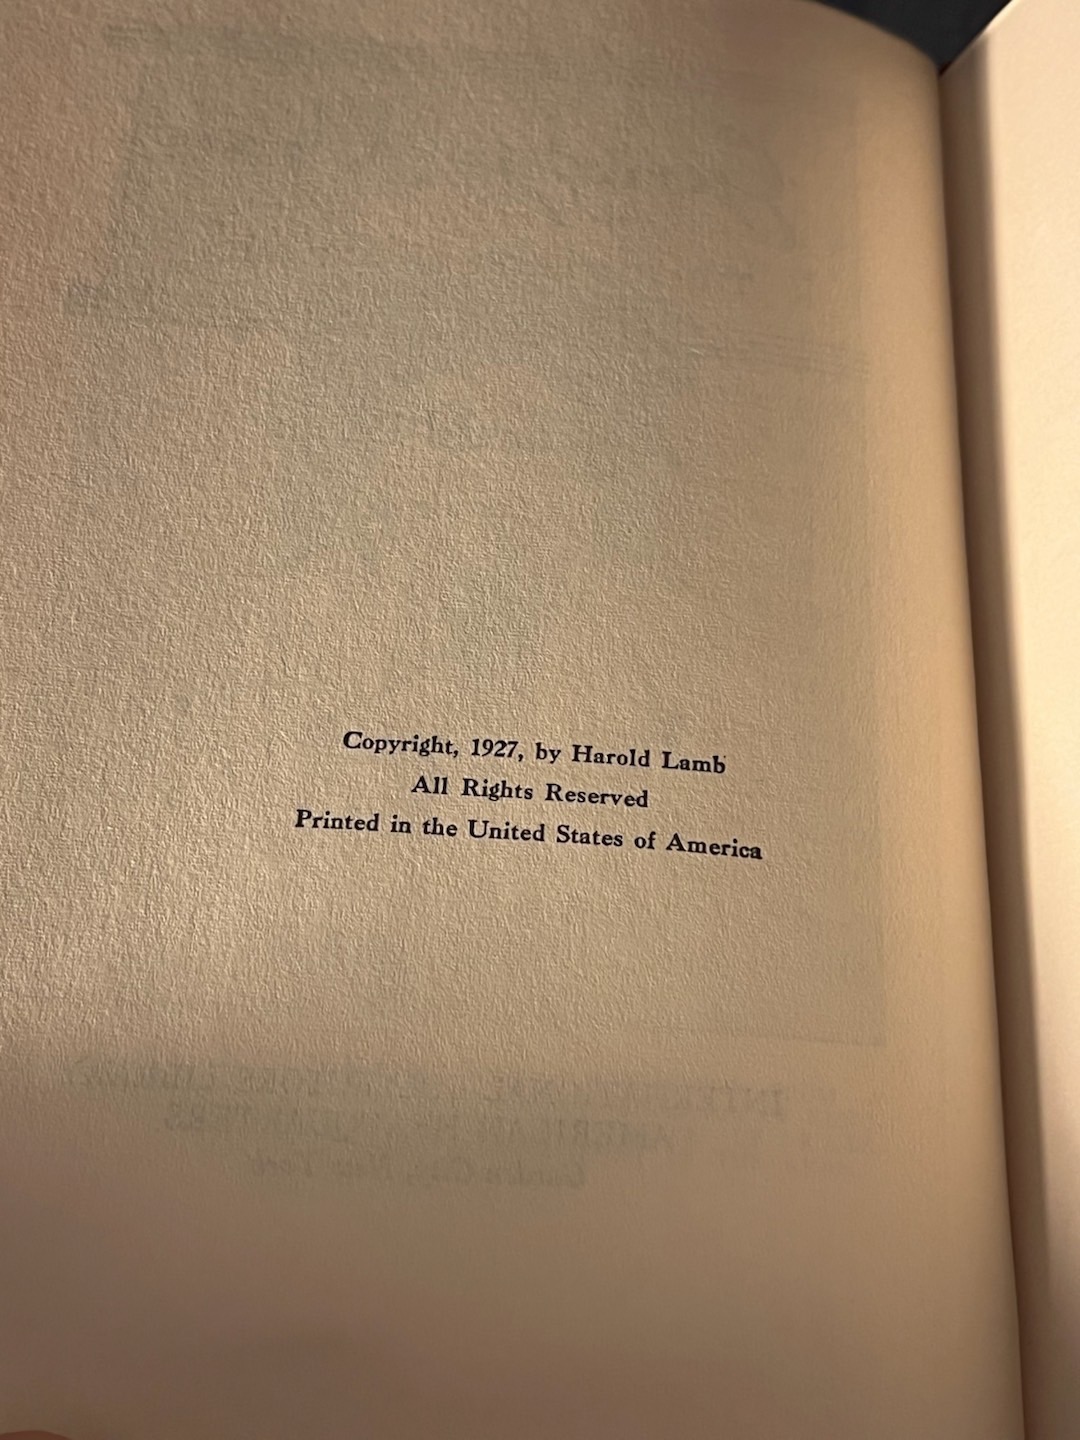 Copyright, 1927, by Harold Lamb
All Rights Reserved
Printed in the United States of America